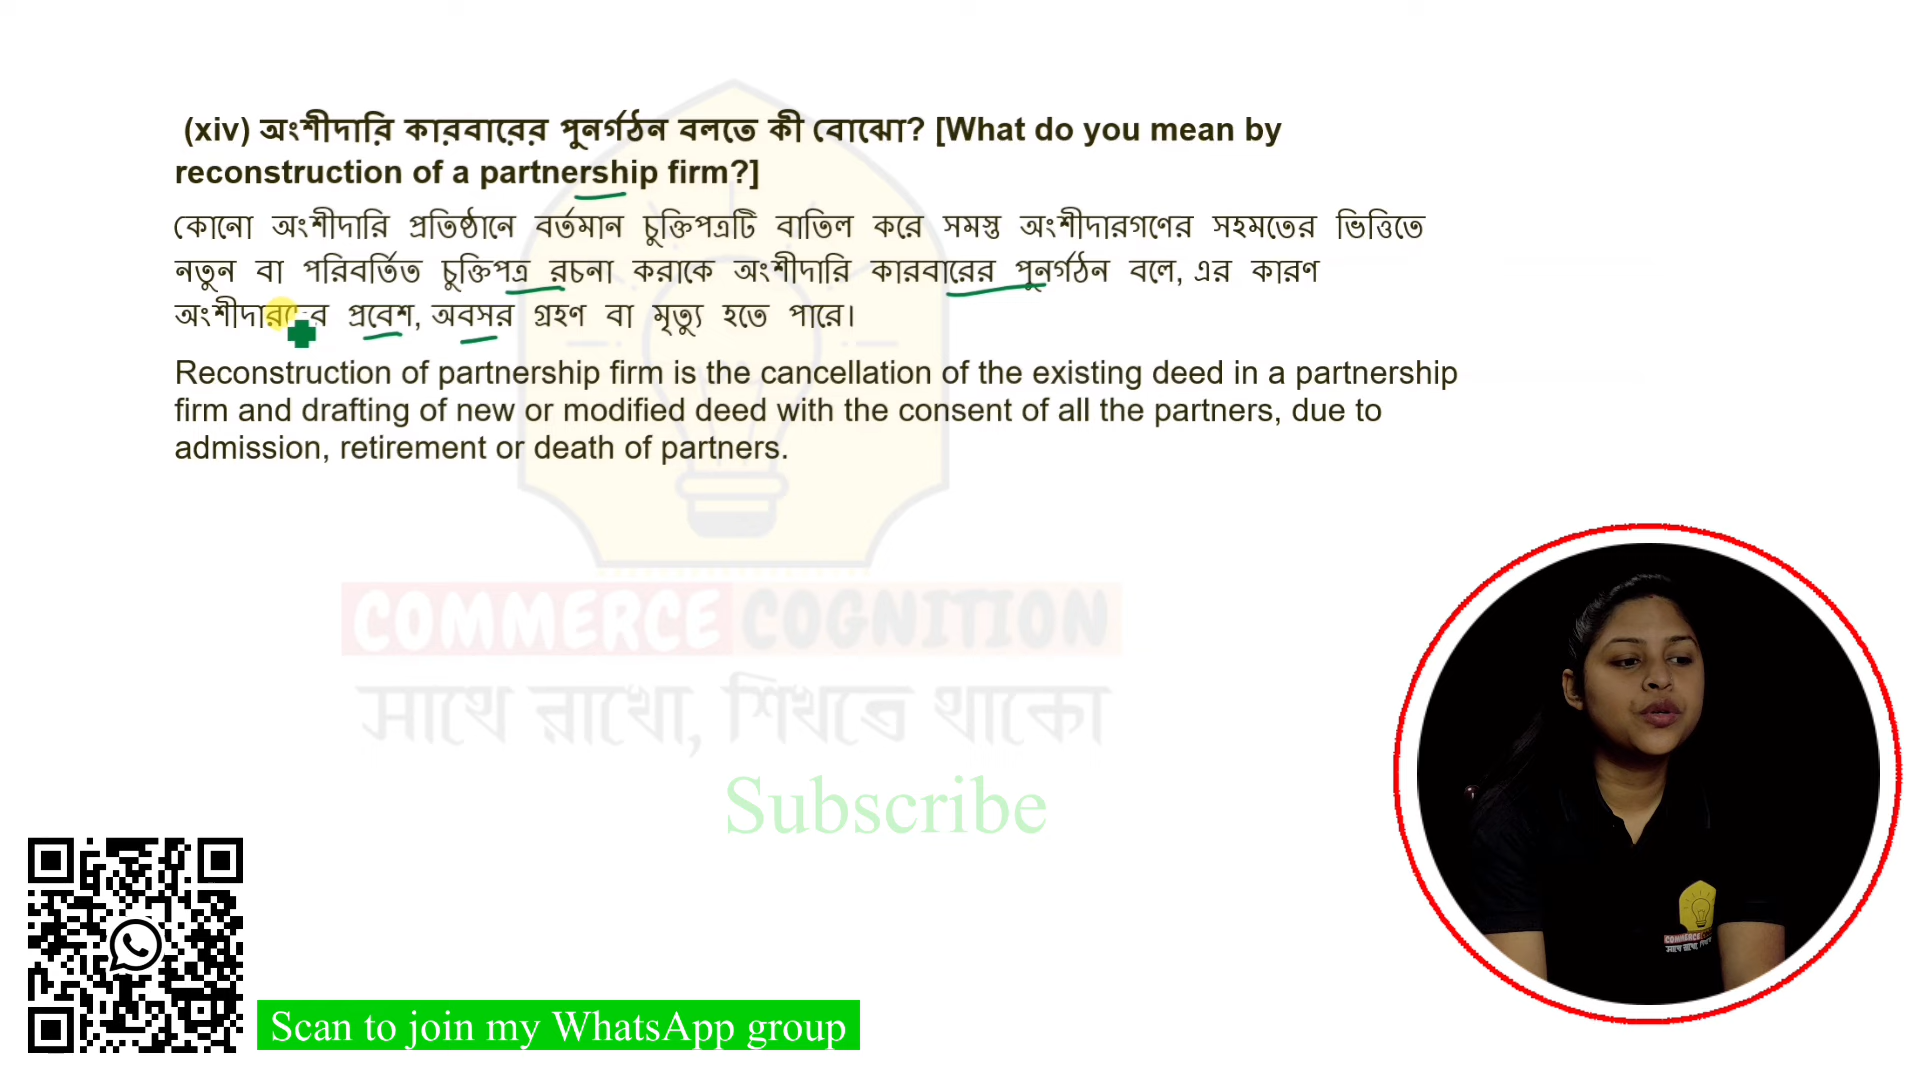 (xiv) অংশীদারি কারবারের পুনর্গঠন বলতে কী বোঝো? [What do you mean by
reconstruction of a partnership firm?]
কোনো অংশীদারি প্রতিষ্ঠানে বর্তমান চুক্তিপত্রটি বাতিল করে সমস্ত অংশীদারগণের সহমতের ভিত্তিতে
নতুন বা পরিবর্তিত চুক্তিপত্র রচনা করাকে অংশীদারি কারবারের পুনর্গঠন বলে, এর কারণ
অংশীদারদের প্রবেশ, অবসর গ্রহণ বা মৃত্যু হতে পারে।
Reconstruction of partnership firm is the cancellation of the existing deed in a partnership
firm and drafting of new or modified deed with the consent of all the partners, due to
admission, retirement or death of partners.
COMMERCE COGNITION
সাথে রাখো, শিখতে থাকো
Subscribe
Scan to join my WhatsApp group